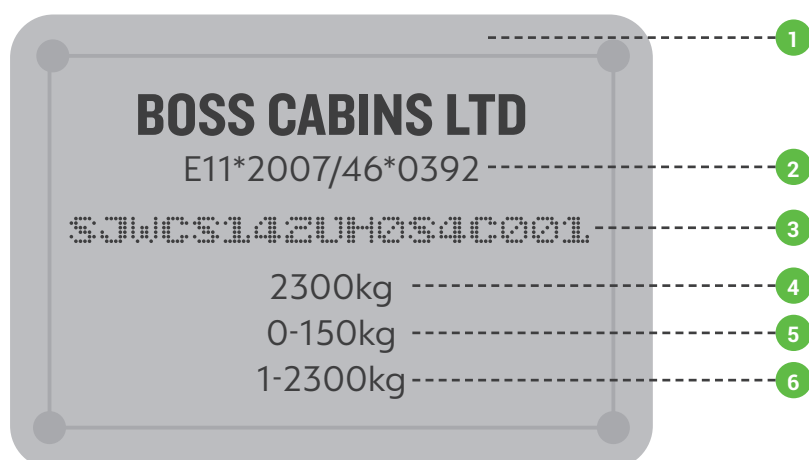 1
BOSS CABINS LTD
E11*2007/46*0392 2
SJWCS142UH0S4C001 3
2300kg 4
0-150kg 5
1-2300kg 6